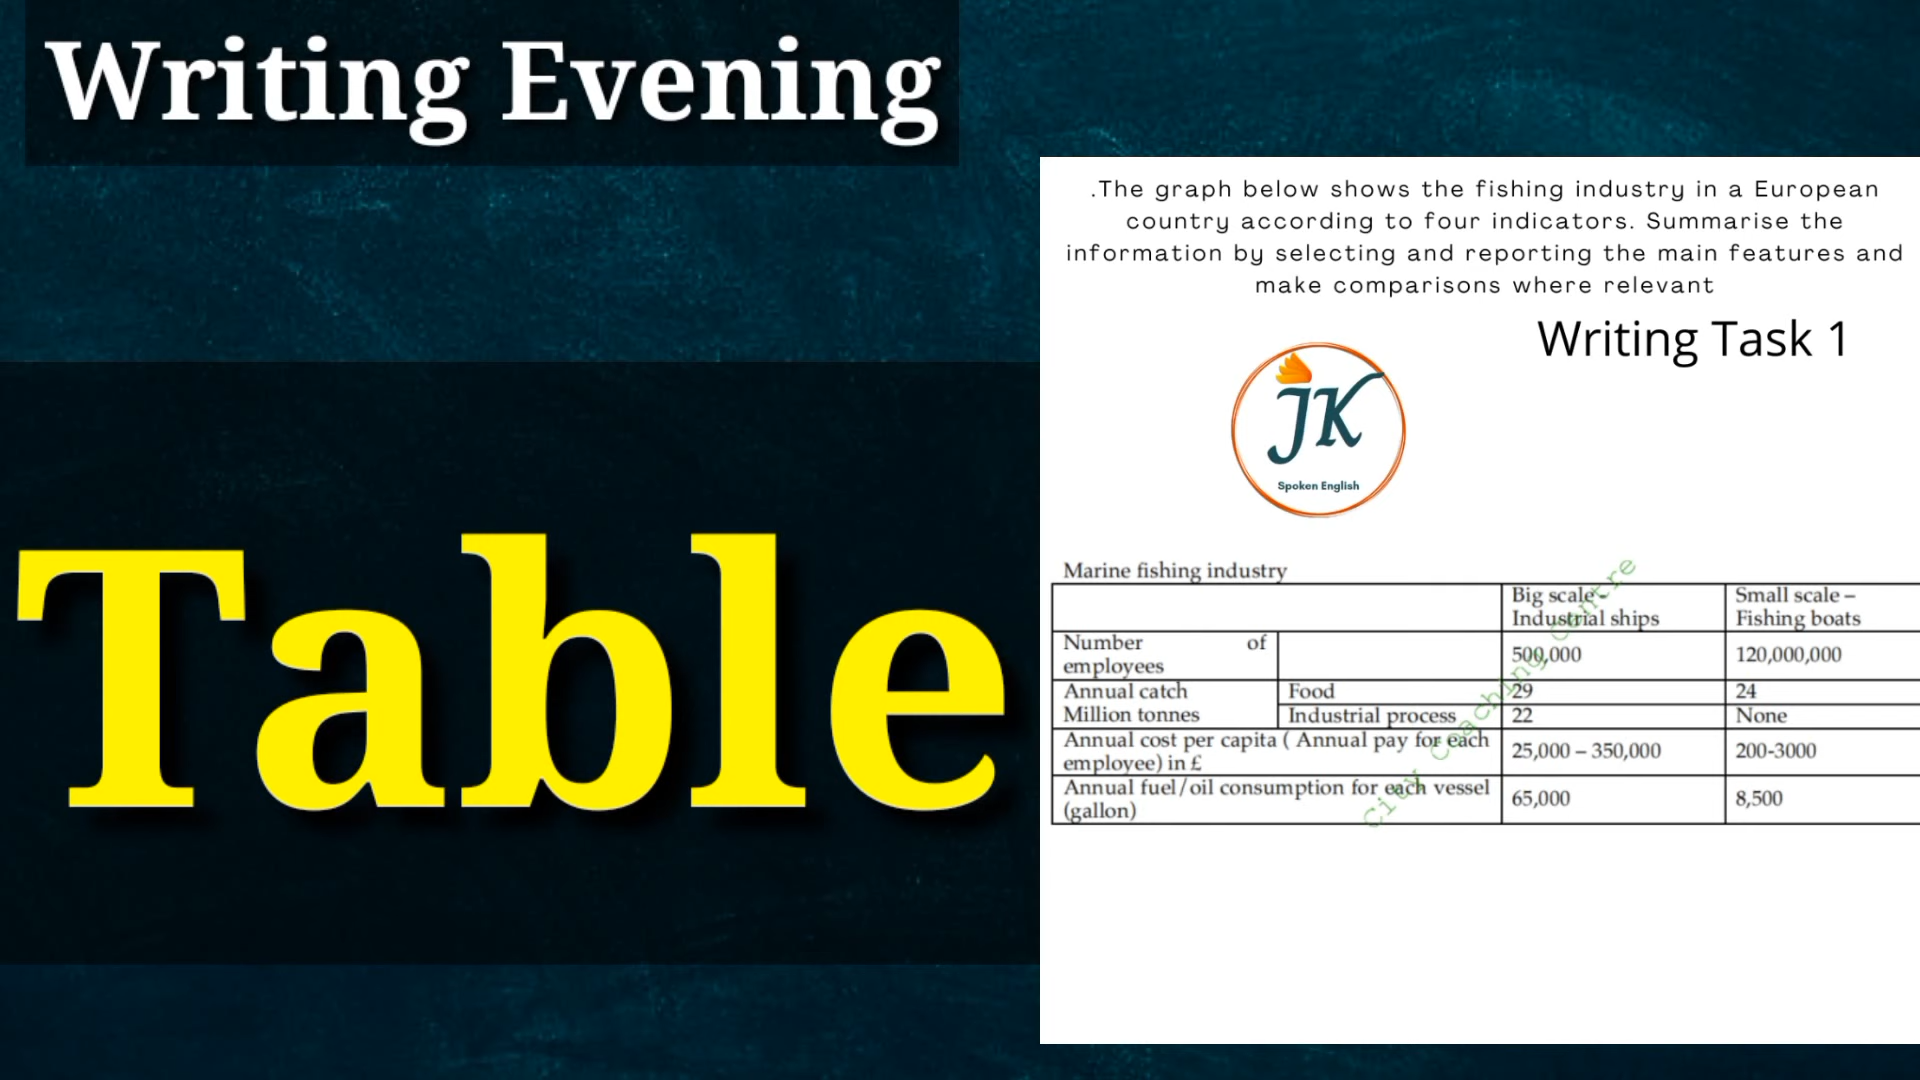 Writing Evening
Table
.The graph below shows the fishing industry in a European
country according to four indicators. Summarise the
information by selecting and reporting the main features and
make comparisons where relevant
Writing Task 1
JK
Spoken English
Marine fishing industry
Big scale - Industrial ships
Small scale – Fishing boats
Number of employees
500,000
120,000,000
Annual catch Million tonnes
Food
29
24
Industrial process
22
None
Annual cost per capita ( Annual pay for each employee) in £
25,000 – 350,000
200-3000
Annual fuel/oil consumption for each vessel (gallon)
65,000
8,500
City Coaching Centre